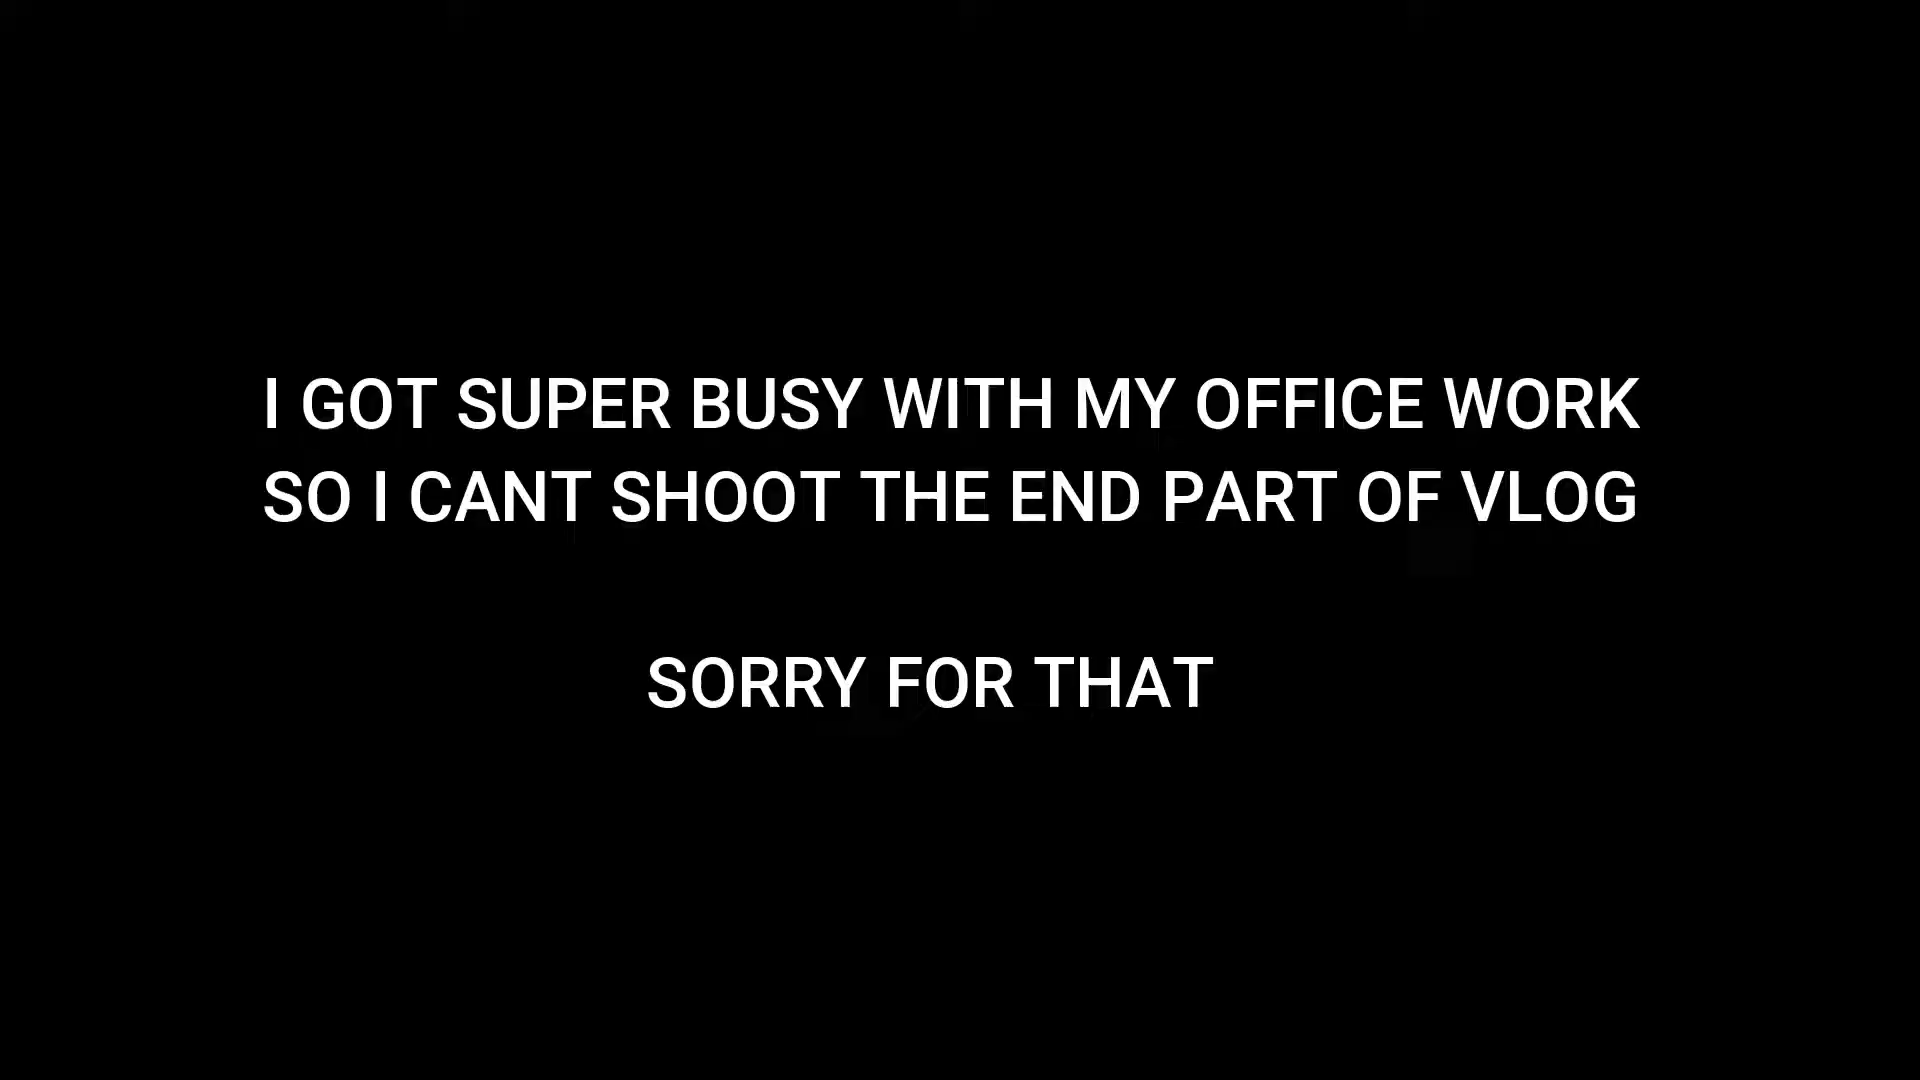 I GOT SUPER BUSY WITH MY OFFICE WORK
SO I CANT SHOOT THE END PART OF VLOG
SORRY FOR THAT